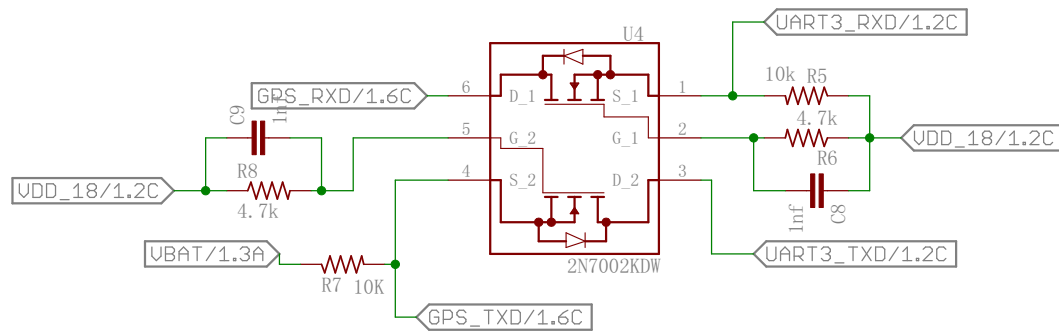 UART3_RXD/1.2C
U4
10k R5
GPS_RXD/1.6C
6 D_1 S_1 1
C9 1nf
4.7k
5 G_2 G_1 2
VDD_18/1.2C
R6
R8
4 S_2 D_2 3
VDD_18/1.2C
4.7k
1nf C8
VBAT/1.3A
UART3_TXD/1.2C
2N7002KDW
R7 10K
GPS_TXD/1.6C